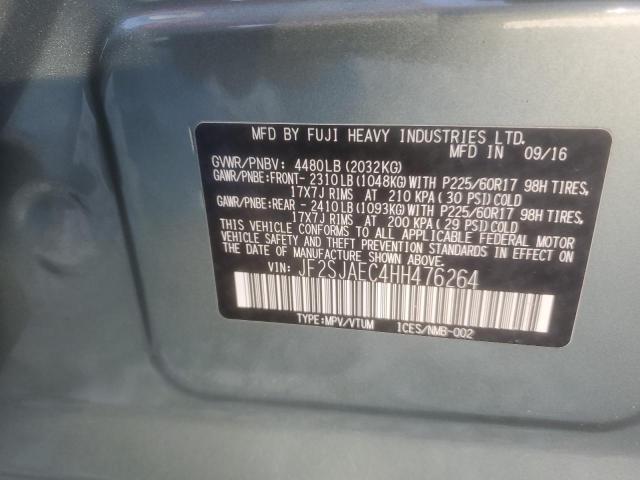 MFD BY FUJI HEAVY INDUSTRIES LTD.
MFD IN 09/16
GVWR/PNBV: 4480LB(2032KG)
GAWR/PNBE:FRONT- 2310LB(1048KG)WITH P225/60R17 98H TIRES,
17X7J RIMS AT 210 KPA(30 PSI)COLD
GAWR/PNBE:REAR - 2410LB(1093KG)WITH P225/60R17 98H TIRES,
17X7J RIMS AT 200 KPA(29 PSI)COLD
THIS VEHICLE CONFORMS TO ALL APPLICABLE FEDERAL MOTOR
VEHICLE SAFETY AND BUMPER STANDARDS IN EFFECT
ON THE DATE OF MANUFACTURE SHOWN ABOVE.
VIN: JF2SJAEC4HH476264
TYPE:MPV/VTUM ICES/NMB-002